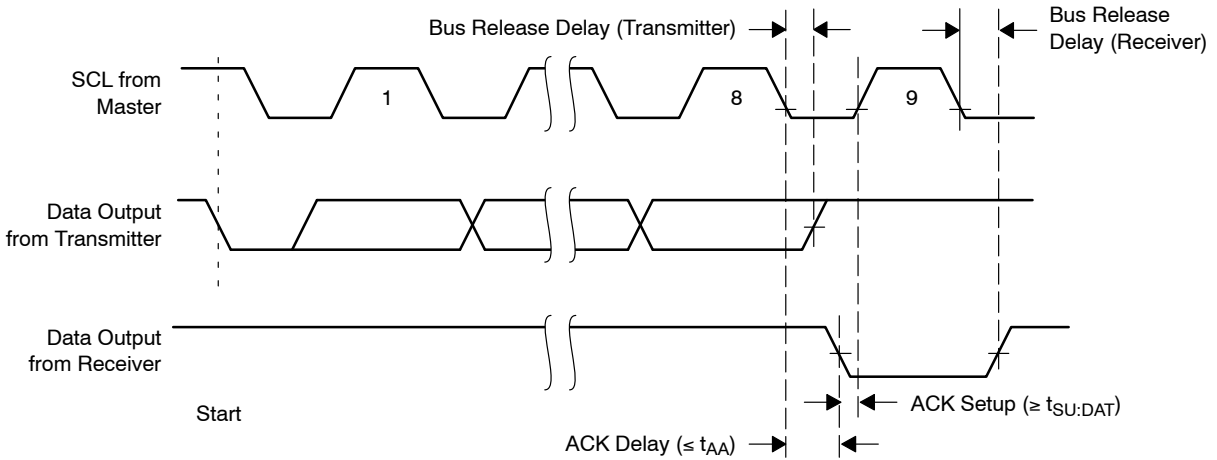 Bus Release Delay (Transmitter)
Bus Release
Delay (Receiver)
SCL from
Master
1
8
9
Data Output
from Transmitter
Data Output
from Receiver
Start
ACK Setup (≥ tSU:DAT)
ACK Delay (≤ tAA)